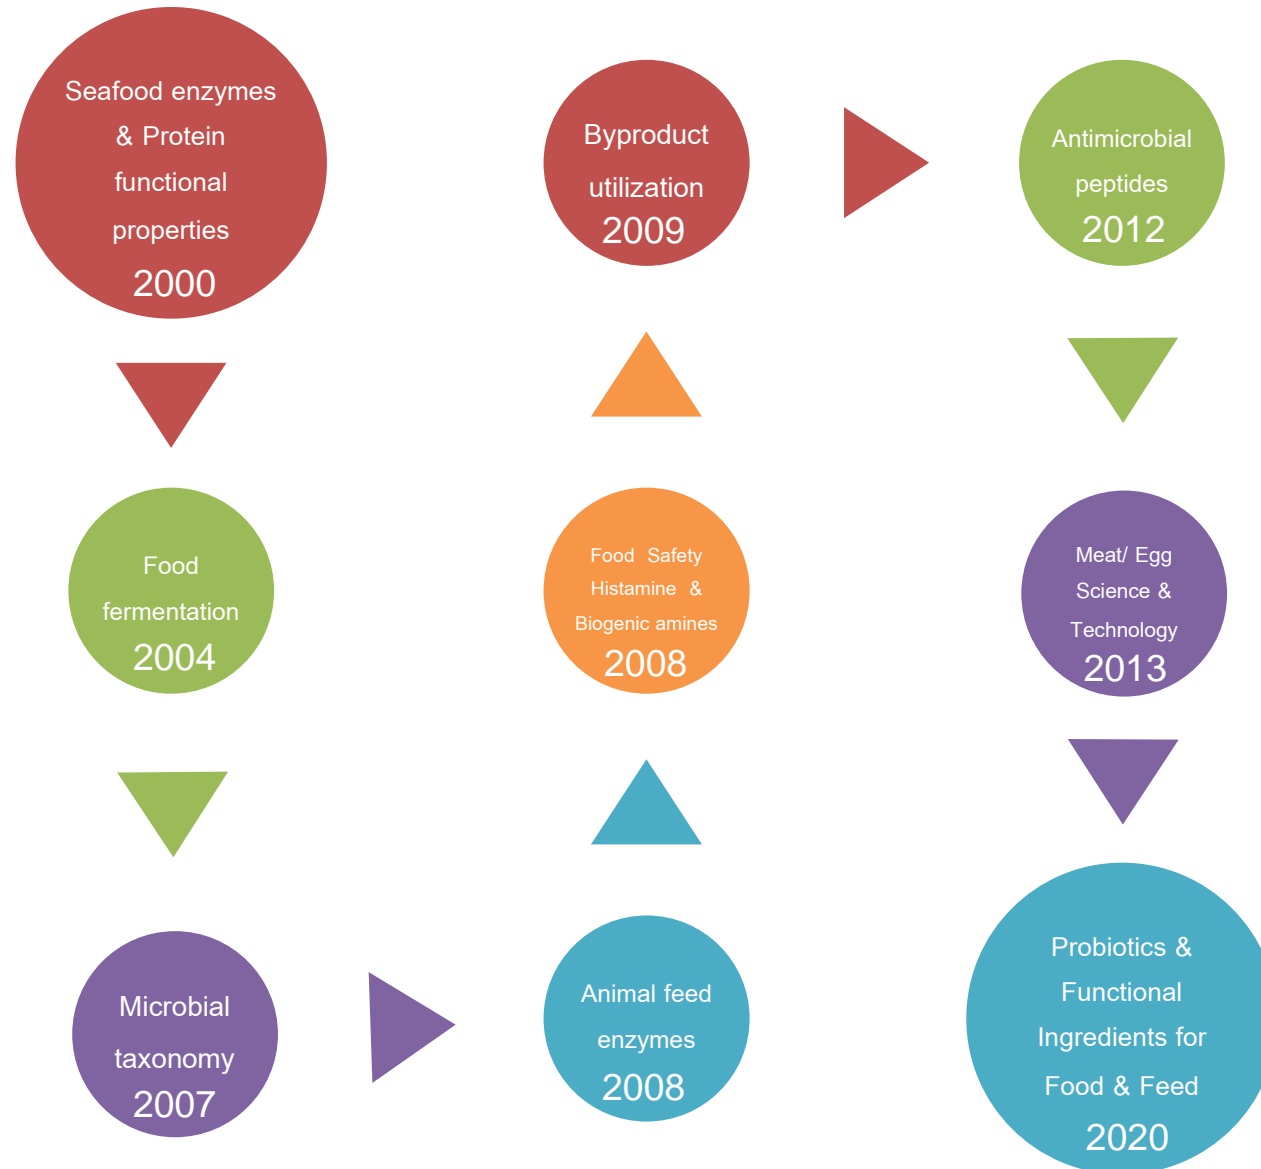 Seafood enzymes
& Protein
functional
properties
2000
Food
fermentation
2004
Microbial
taxonomy
2007
Animal feed
enzymes
2008
Food Safety
Histamine &
Biogenic amines
2008
Byproduct
utilization
2009
Antimicrobial
peptides
2012
Meat/ Egg
Science &
Technology
2013
Probiotics &
Functional
Ingredients for
Food & Feed
2020